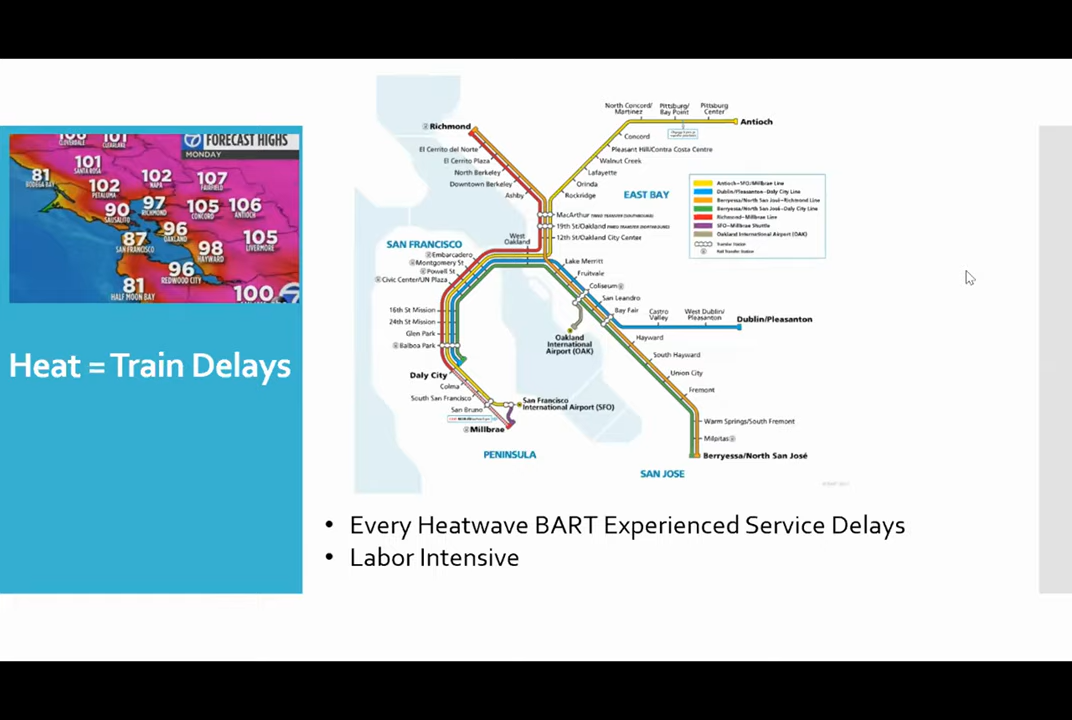 7 FORECAST HIGHS
MONDAY
100
101
CLOVERDALE
CLEARLAKE
101
SANTA ROSA
81
BODEGA BAY
102
PETALUMA
102
NAPA
107
FAIRFIELD
90
SAUSALITO
97
RICHMOND
105
CONCORD
106
ANTIOCH
87
SAN FRANCISCO
96
OAKLAND
98
HAYWARD
105
LIVERMORE
96
REDWOOD CITY
81
HALF MOON BAY
100
7
Heat = Train Delays
Richmond
El Cerrito del Norte
El Cerrito Plaza
North Berkeley
Downtown Berkeley
Ashby
North Concord/
Martinez
Pittsburg/
Bay Point
Pittsburg
Center
Antioch
Concord
Pleasant Hill/Contra Costa Centre
Walnut Creek
Lafayette
Orinda
Rockridge
EAST BAY
MacArthur
19th St/Oakland
12th St/Oakland City Center
Antioch–SFO/Millbrae Line
Dublin/Pleasanton–Daly City Line
Berryessa/North San José–Richmond Line
Berryessa/North San José–Daly City Line
Richmond–Millbrae Line
SFO–Millbrae Shuttle
Oakland International Airport (OAK)
Transfer Station
Rail Transfer Station
SAN FRANCISCO
West
Oakland
Embarcadero
Montgomery St
Powell St
Civic Center/UN Plaza
16th St Mission
24th St Mission
Glen Park
Balboa Park
Daly City
Colma
South San Francisco
San Bruno
Millbrae
San Francisco
International Airport (SFO)
PENINSULA
Lake Merritt
Fruitvale
Coliseum
San Leandro
Bay Fair
Castro
Valley
West Dublin/
Pleasanton
Dublin/Pleasanton
Oakland
International
Airport (OAK)
Hayward
South Hayward
Union City
Fremont
Warm Springs/South Fremont
Milpitas
Berryessa/North San José
SAN JOSE
• Every Heatwave BART Experienced Service Delays
• Labor Intensive